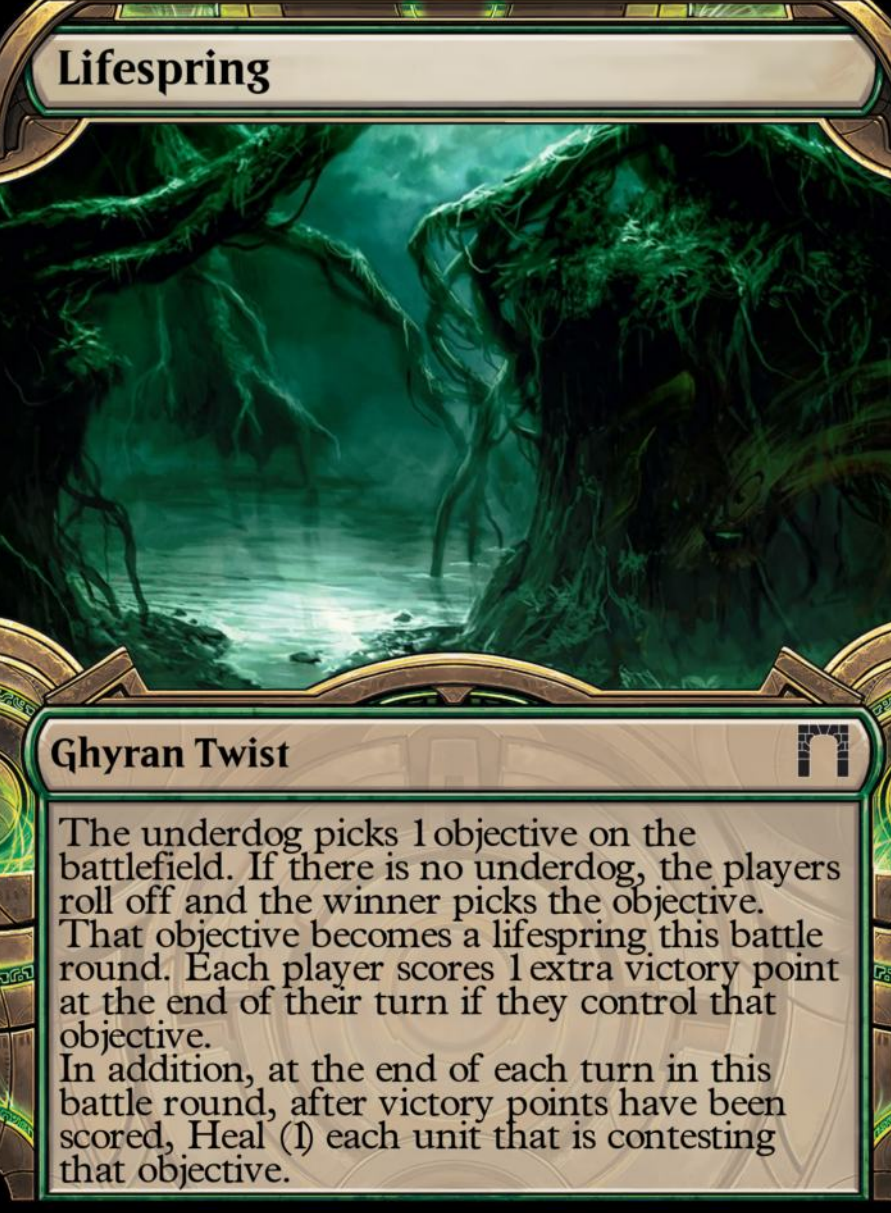 Lifespring
Ghyran Twist
The underdog picks 1 objective on the
battlefield. If there is no underdog, the players
roll off and the winner picks the objective.
That objective becomes a lifespring this battle
round. Each player scores 1 extra victory point
at the end of their turn if they control that
objective.
In addition, at the end of each turn in this
battle round, after victory points have been
scored, Heal (1) each unit that is contesting
that objective.